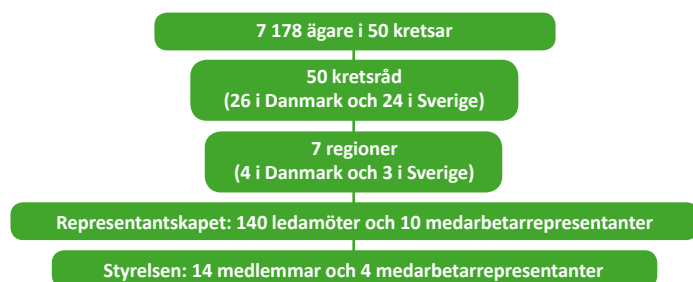 7 178 ägare i 50 kretsar
50 kretsråd
(26 i Danmark och 24 i Sverige)
7 regioner
(4 i Danmark och 3 i Sverige)
Representantskapet: 140 ledamöter och 10 medarbetarrepresentanter
Styrelsen: 14 medlemmar och 4 medarbetarrepresentanter